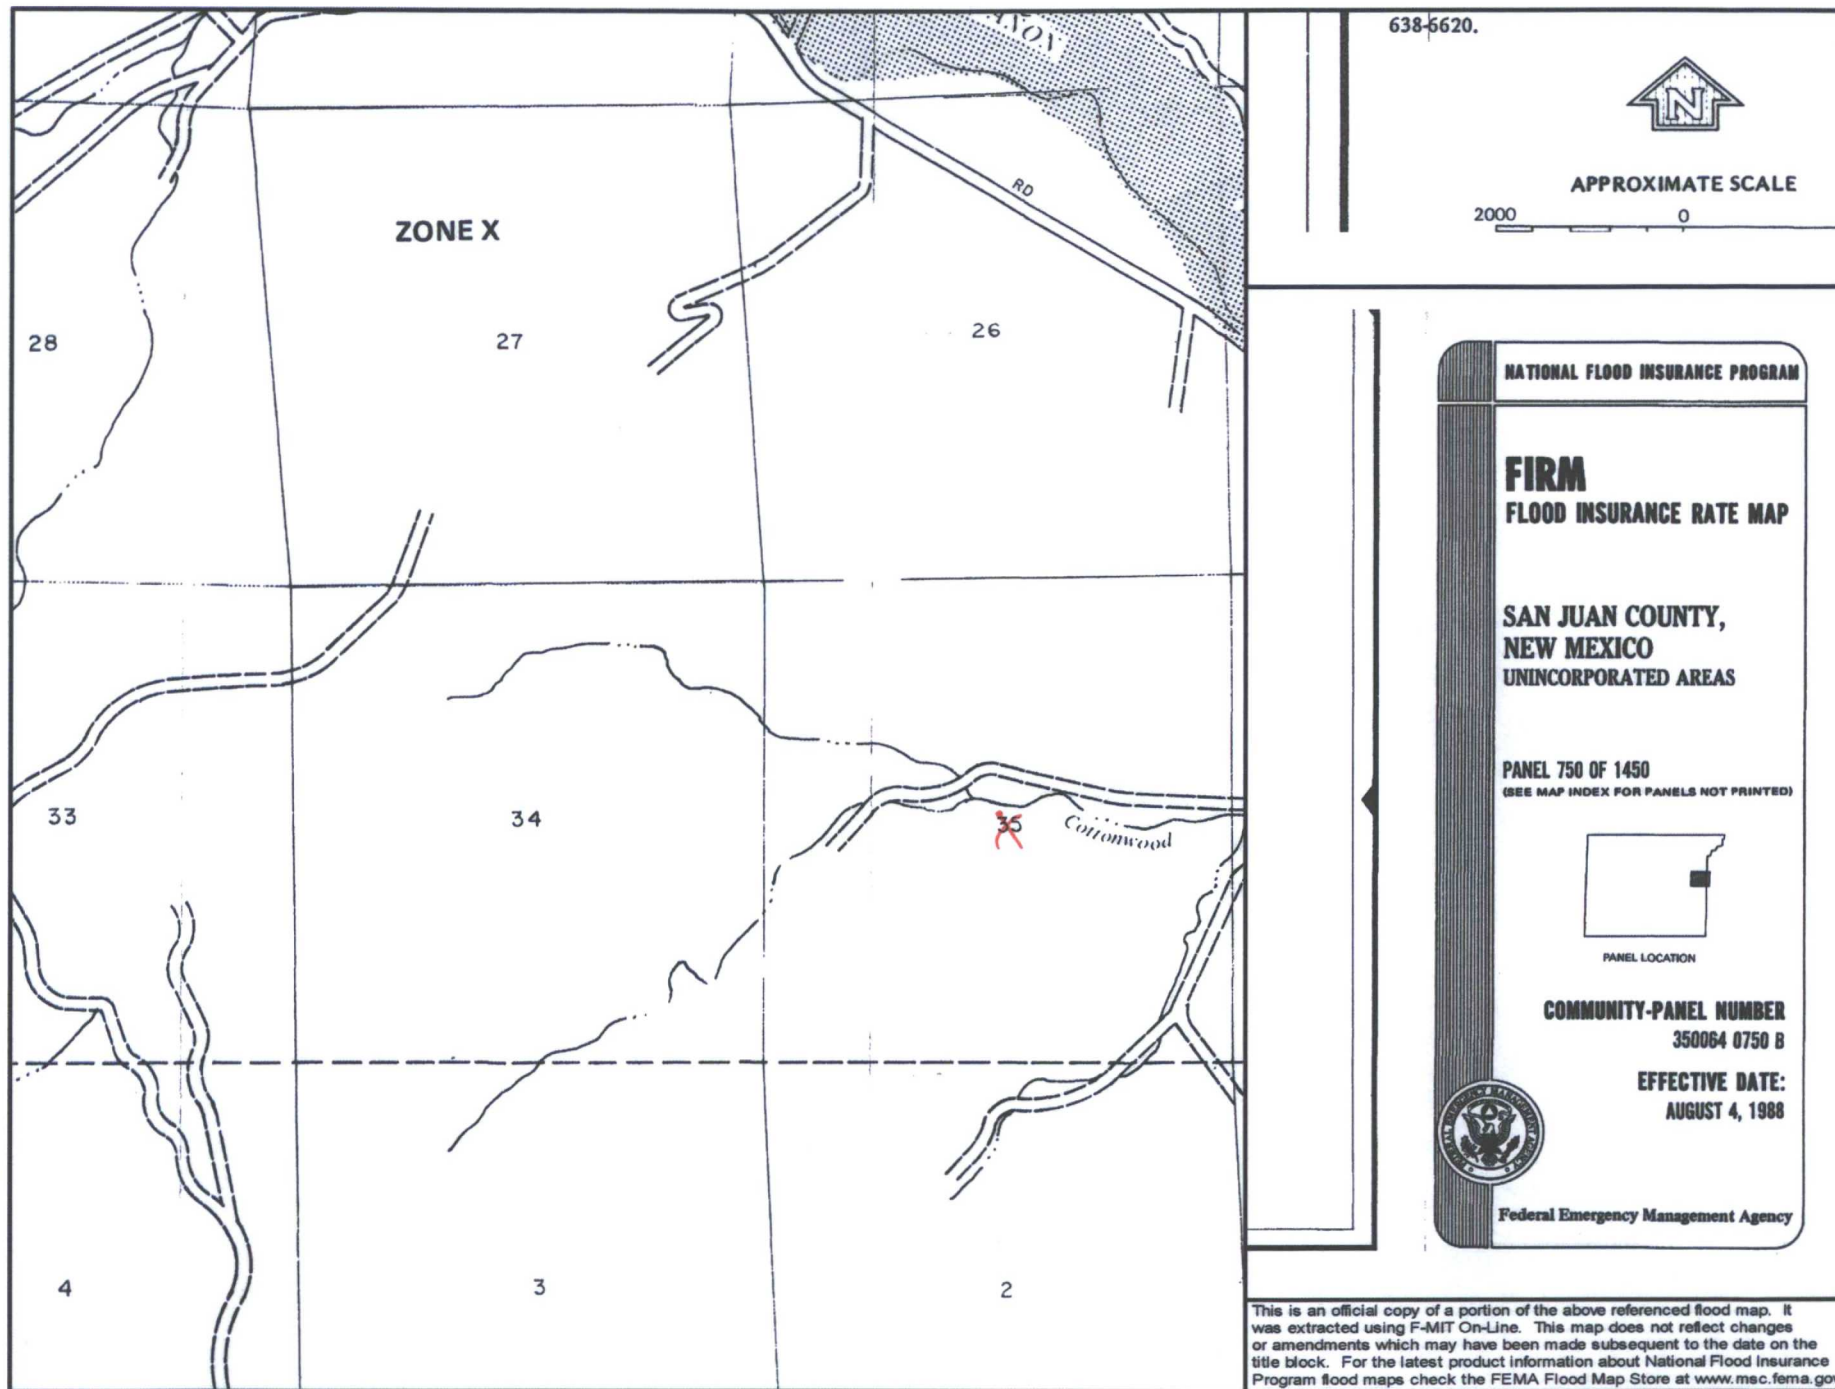 ZONE X
RD
28
27
26
33
34
35
Cottonwood
4
3
2
638-6620.
N
APPROXIMATE SCALE
2000 0
NATIONAL FLOOD INSURANCE PROGRAM
FIRM
FLOOD INSURANCE RATE MAP
SAN JUAN COUNTY,
NEW MEXICO
UNINCORPORATED AREAS
PANEL 750 OF 1450
(SEE MAP INDEX FOR PANELS NOT PRINTED)
PANEL LOCATION
COMMUNITY-PANEL NUMBER
350064 0750 B
EFFECTIVE DATE:
AUGUST 4, 1988
FEDERAL EMERGENCY MANAGEMENT AGENCY
Federal Emergency Management Agency
This is an official copy of a portion of the above referenced flood map. It
was extracted using F-MIT On-Line. This map does not reflect changes
or amendments which may have been made subsequent to the date on the
title block. For the latest product information about National Flood Insurance
Program flood maps check the FEMA Flood Map Store at www.msc.fema.gov